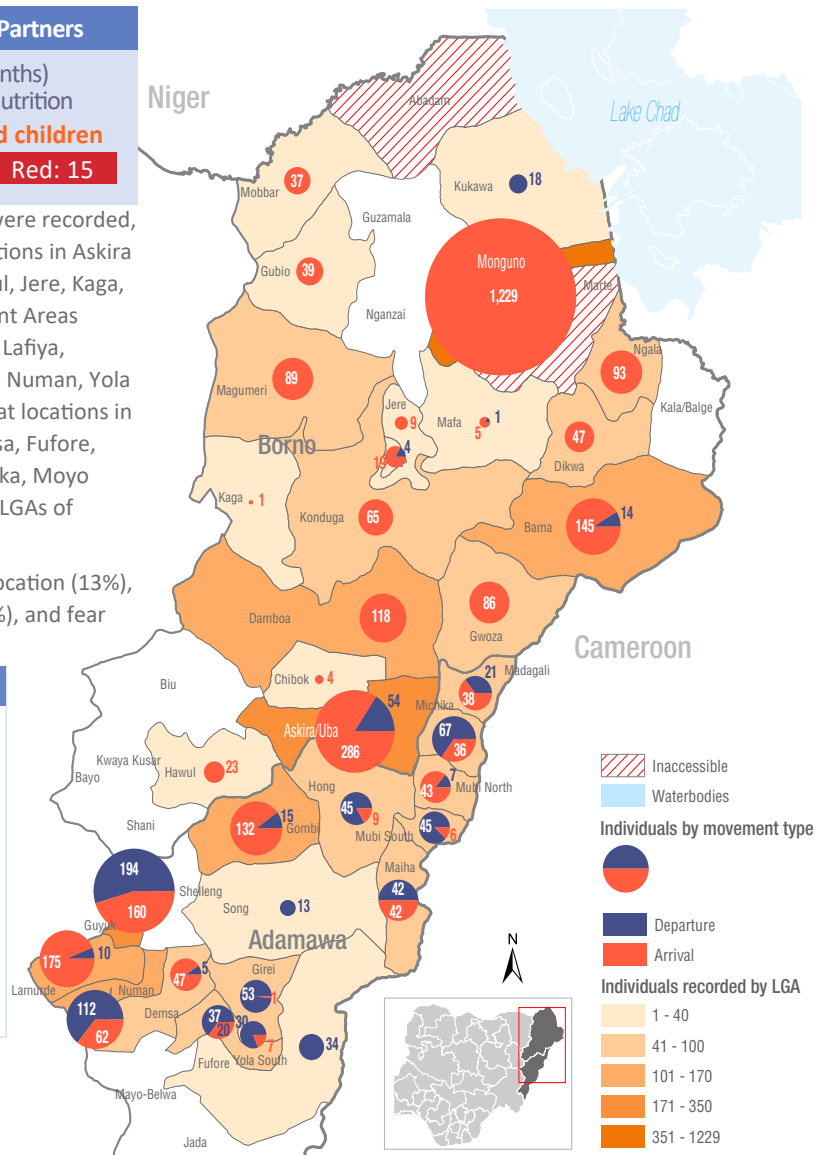 Partners
nths)
utrition
d children
Red: 15
were recorded,
tions in Askira
ul, Jere, Kaga,
nt Areas
Lafiya,
Numan, Yola
at locations in
sa, Fufore,
ka, Moyo
LGAs of
ocation (13%),
%), and fear
Niger
Lake Chad
Abadam
Mobbar
37
Kukawa
18
Guzamala
Gubio
39
Monguno
1,229
Marte
Nganzai
Ngala
93
Magumeri
89
Kala/Balge
Jere
9
Mafa
1
5
Borno
4
19
47
Dikwa
Kaga
1
Konduga
65
Bama
145
14
Damboa
118
86
Gwoza
Cameroon
Biu
Chibok
4
21
Madagali
38
Michika
54
Askira/Uba
286
67
36
Kwaya Kusar
Bayo
Hawul
23
Hong
45
9
7
43
Mubi North
Shani
15
132
Gombi
Mubi South
45
6
Maiha
42
42
194
160
Shelleng
Song
13
Guyuk
Adamawa
10
175
Lamurde
Numan
5
47
Girei
53
1
112
62
Demsa
37
20
30
7
34
Fufore
Yola South
Mayo-Belwa
Jada
Inaccessible
Waterbodies
Individuals by movement type
Departure
Arrival
Individuals recorded by LGA
1 - 40
41 - 100
101 - 170
171 - 350
351 - 1229
N